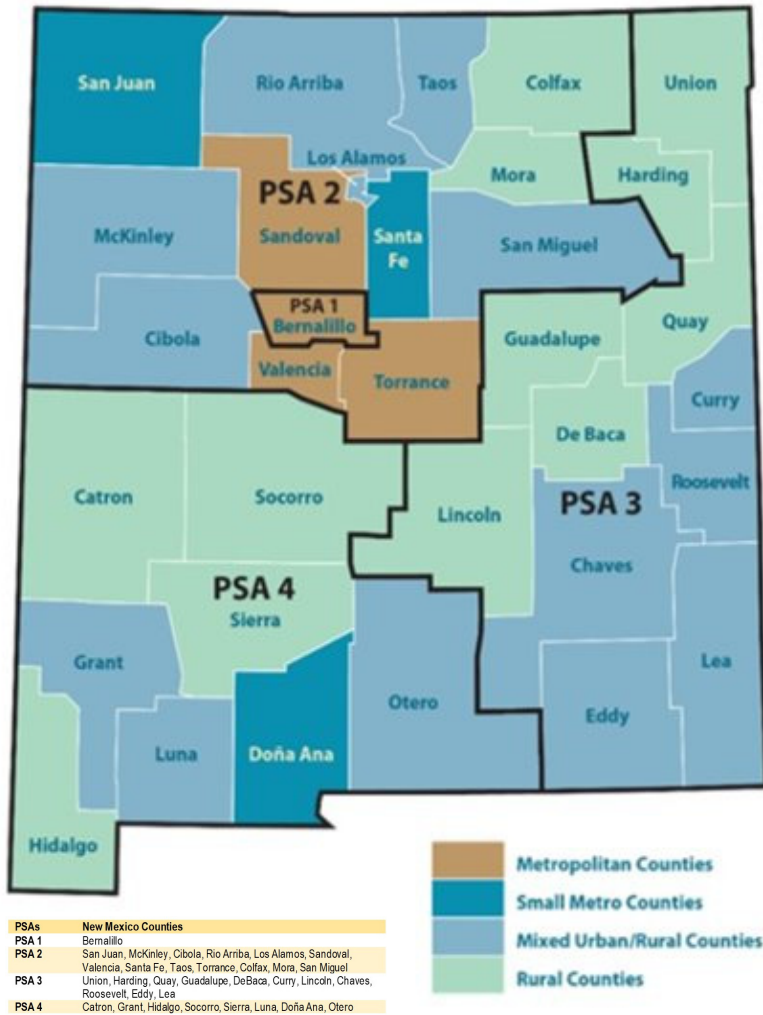 San Juan
Rio Arriba
Taos
Colfax
Union
Los Alamos
Mora
Harding
PSA 2
McKinley
Sandoval
Santa
Fe
San Miguel
PSA 1
Bernalillo
Cibola
Valencia
Torrance
Guadalupe
Quay
Curry
De Baca
Roosevelt
Catron
Socorro
Lincoln
PSA 3
Chaves
PSA 4
Sierra
Grant
Lea
Otero
Eddy
Luna
Doña Ana
Hidalgo
Metropolitan Counties
Small Metro Counties
Mixed Urban/Rural Counties
Rural Counties
PSAs New Mexico Counties
PSA 1 Bernalillo
PSA 2 San Juan, McKinley, Cibola, Rio Arriba, Los Alamos, Sandoval,
Valencia, Santa Fe, Taos, Torrance, Colfax, Mora, San Miguel
PSA 3 Union, Harding, Quay, Guadalupe, DeBaca, Curry, Lincoln, Chaves,
Roosevelt, Eddy, Lea
PSA 4 Catron, Grant, Hidalgo, Socorro, Sierra, Luna, Doña Ana, Otero